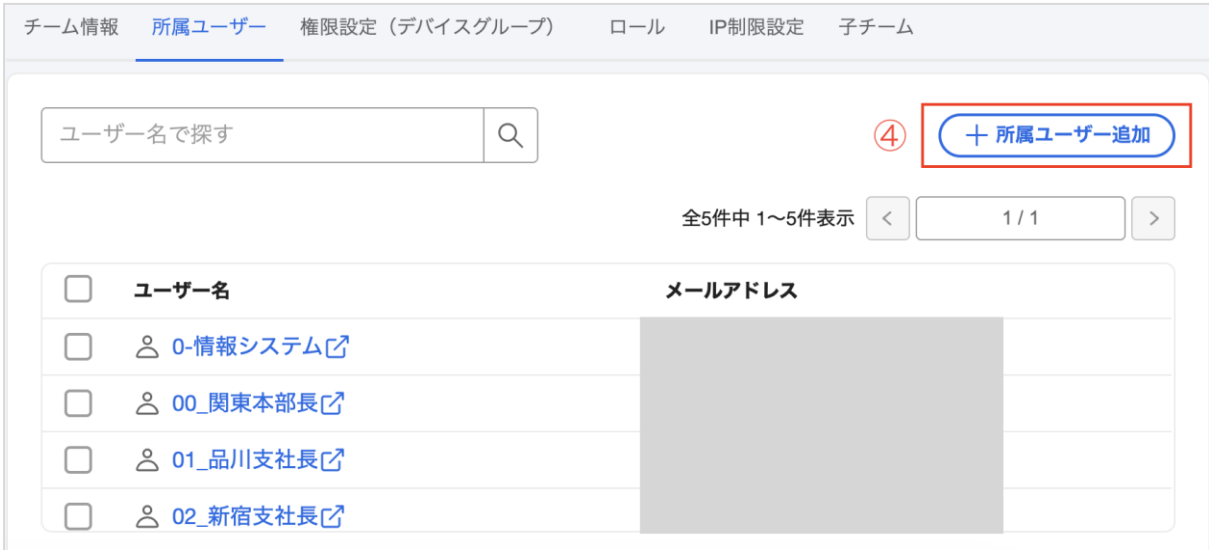 チーム情報 所属ユーザー 権限設定（デバイスグループ） ロール IP制限設定 子チーム
ユーザー名で探す ④ ＋ 所属ユーザー追加
全5件中 1〜5件表示 < 1 / 1 >
ユーザー名 メールアドレス
0-情報システム
00_関東本部長
01_品川支社長
02_新宿支社長